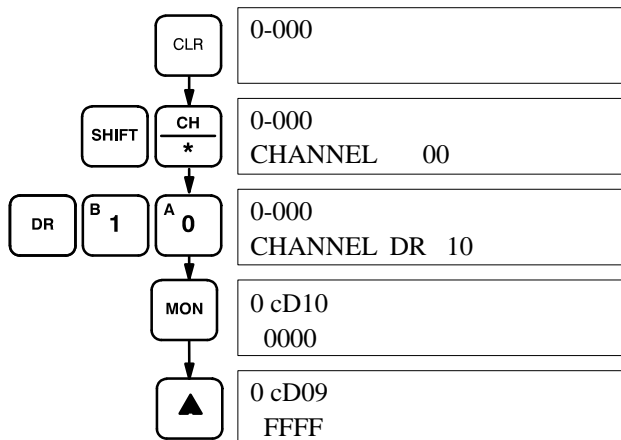 CLR
0-000
SHIFT CH *
0-000
CHANNEL 00
DR B 1 A 0
0-000
CHANNEL DR 10
MON
0 cD10
0000
0 cD09
FFFF